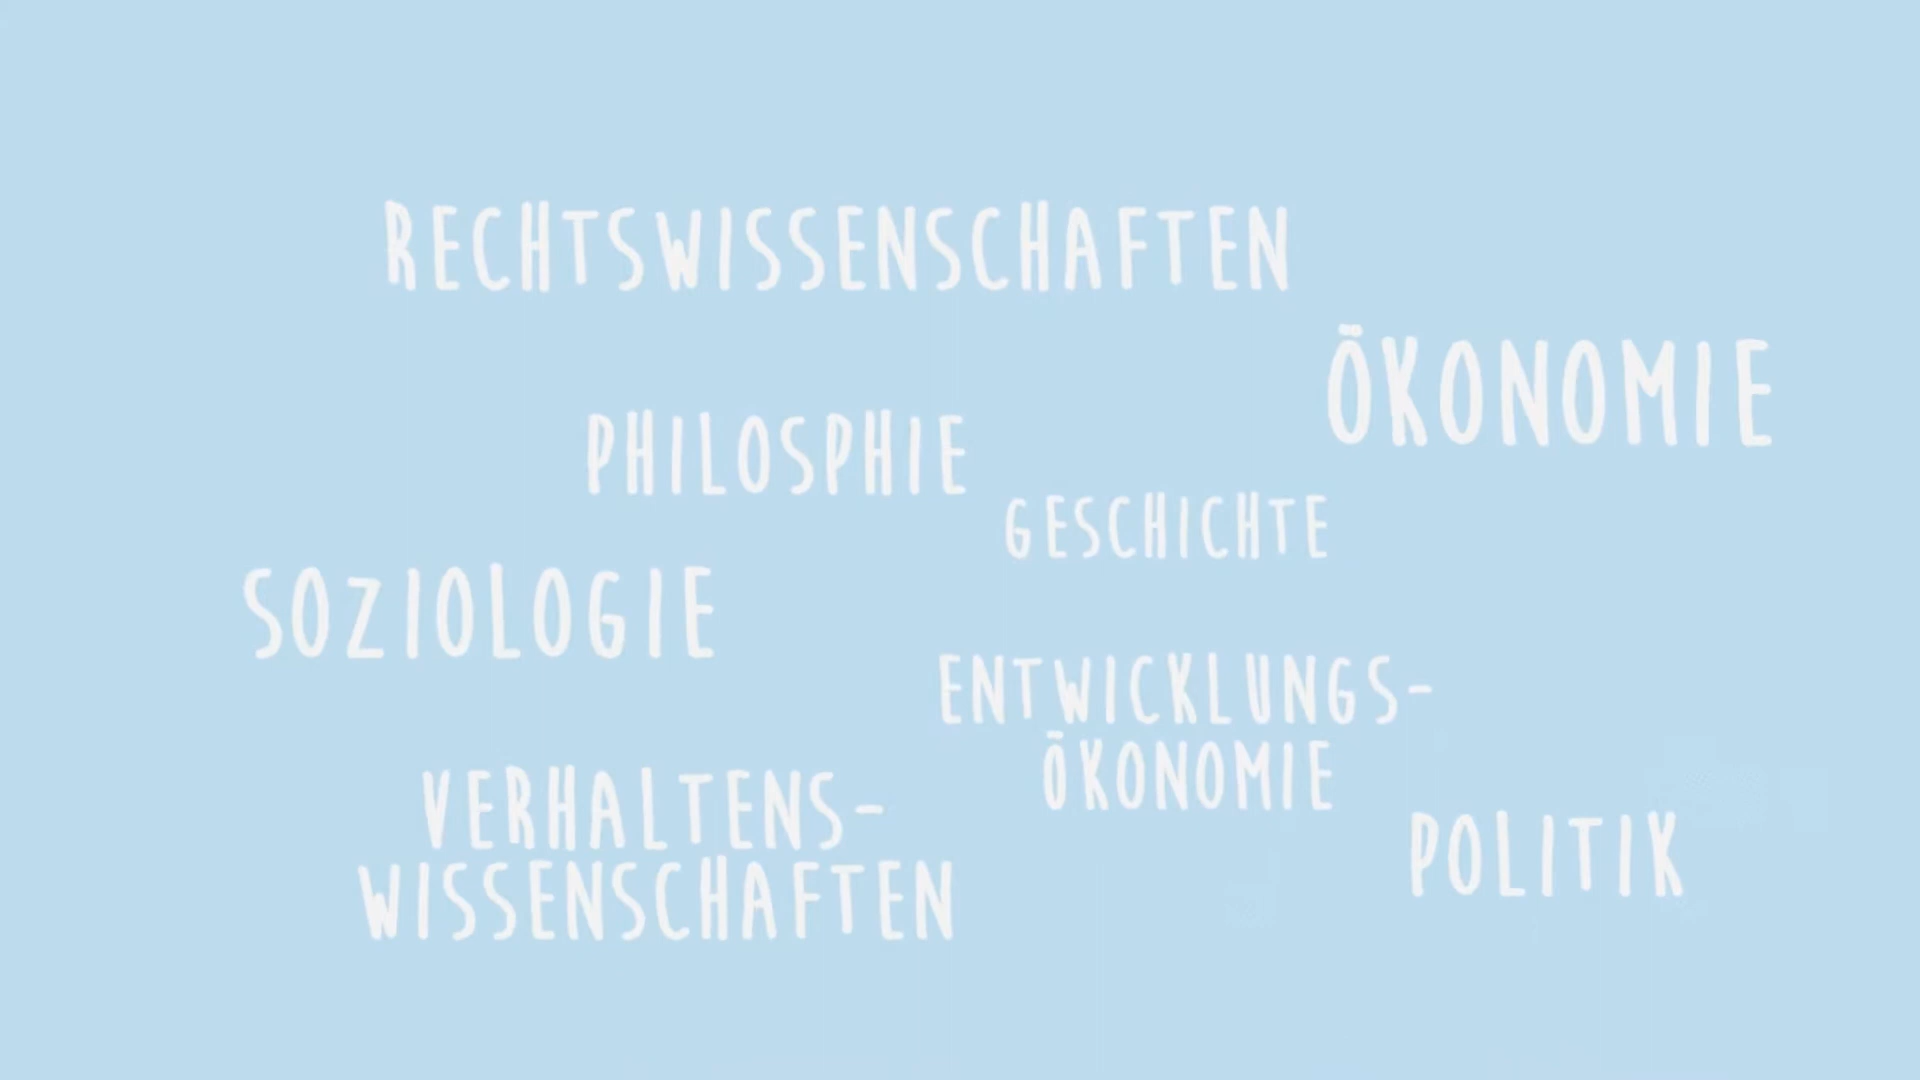 RECHTSWISSENSCHAFTEN
ÖKONOMIE
PHILOSPHIE
GESCHICHTE
SOZIOLOGIE
ENTWICKLUNGS-
ÖKONOMIE
VERHALTENS-
WISSENSCHAFTEN
POLITIK